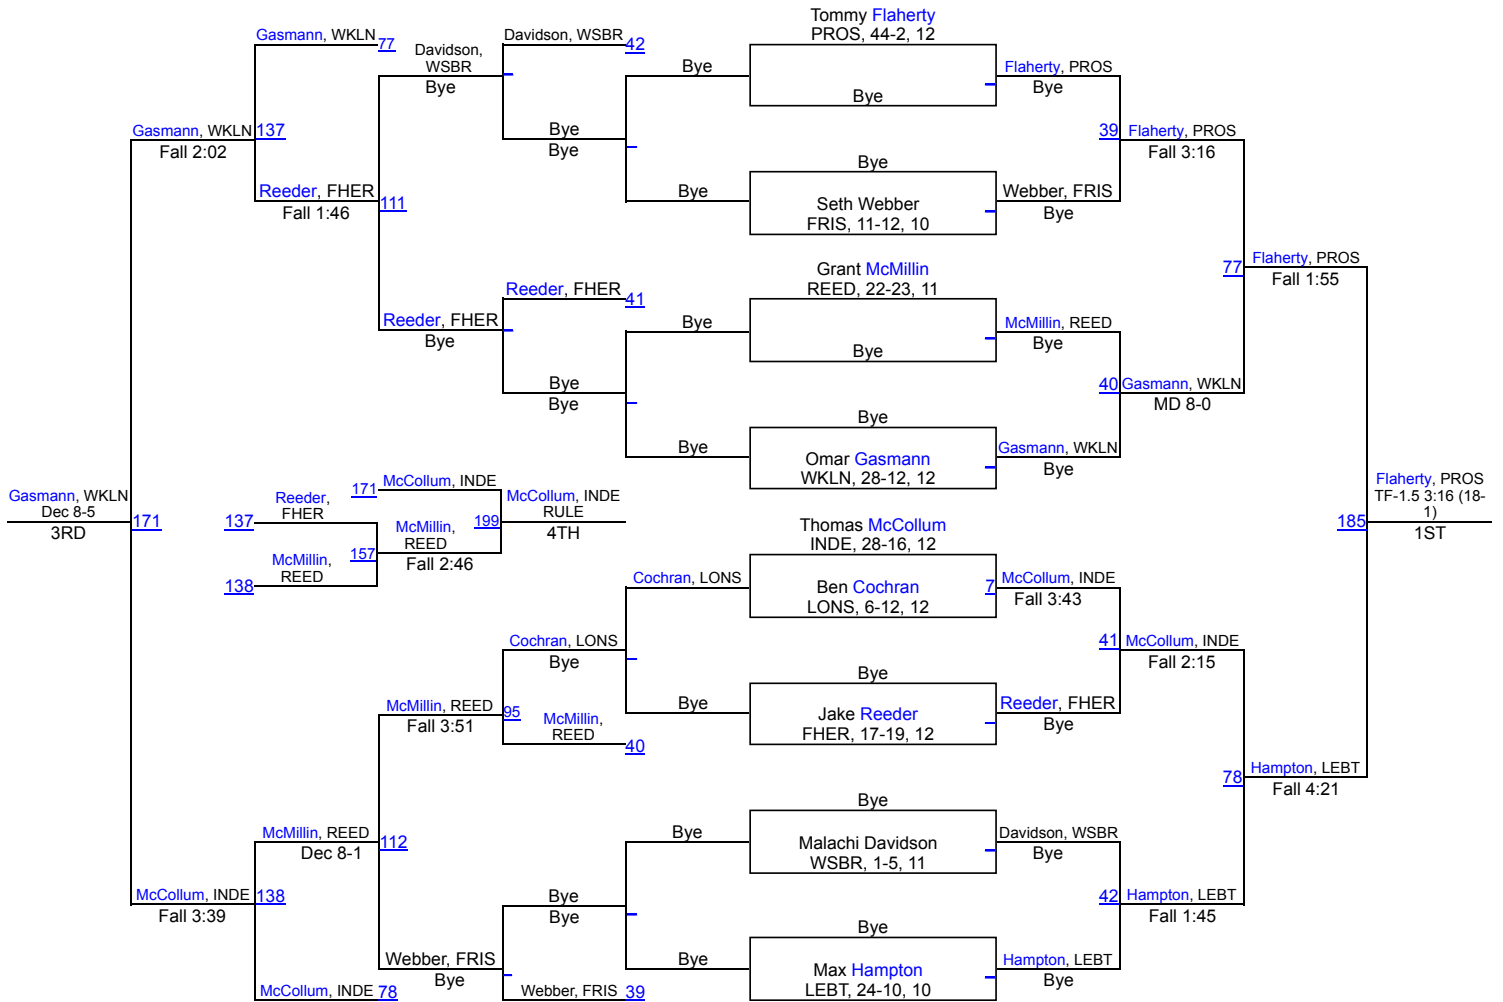 Tommy Flaherty
PROS, 44-2, 12
Bye
Bye
Seth Webber
FRIS, 11-12, 10
Grant McMillin
REED, 22-23, 11
Bye
Bye
Omar Gasmann
WKLN, 28-12, 12
Thomas McCollum
INDE, 28-16, 12
Ben Cochran
LONS, 6-12, 12
7
Bye
Jake Reeder
FHER, 17-19, 12
Bye
Malachi Davidson
WSBR, 1-5, 11
Bye
Max Hampton
LEBT, 24-10, 10
Flaherty, PROS
Bye
39
Webber, FRIS
Bye
McMillin, REED
Bye
40
Gasmann, WKLN
Bye
McCollum, INDE
Fall 3:43
41
Reeder, FHER
Bye
Davidson, WSBR
Bye
42
Hampton, LEBT
Bye
Flaherty, PROS
Fall 3:16
77
Gasmann, WKLN
MD 8-0
McCollum, INDE
Fall 2:15
78
Hampton, LEBT
Fall 1:45
Flaherty, PROS
Fall 1:55
185
Hampton, LEBT
Fall 4:21
Flaherty, PROS
TF-1.5 3:16 (18-
1)
1ST
Bye
Bye
Bye
Bye
Cochran, LONS
Bye
Bye
Bye
Davidson, WSBR
42
Bye
Bye
Reeder, FHER
41
Bye
Bye
Cochran, LONS
Bye
95
McMillin,
REED
40
Bye
Bye
Webber, FRIS 39
Davidson,
WSBR
Bye
111
Reeder, FHER
Bye
McMillin, REED
Fall 3:51
112
Webber, FRIS
Bye
Gasmann, WKLN
77
137
Reeder, FHER
Fall 1:46
McMillin, REED
Dec 8-1
138
McCollum, INDE 78
Gasmann, WKLN
Fall 2:02
McCollum, INDE
Fall 3:39
Gasmann, WKLN
Dec 8-5
171
3RD
171
McCollum, INDE
Reeder,
FHER
137
157
McMillin,
REED
138
McMillin,
REED
Fall 2:46
199
McCollum, INDE
RULE
4TH